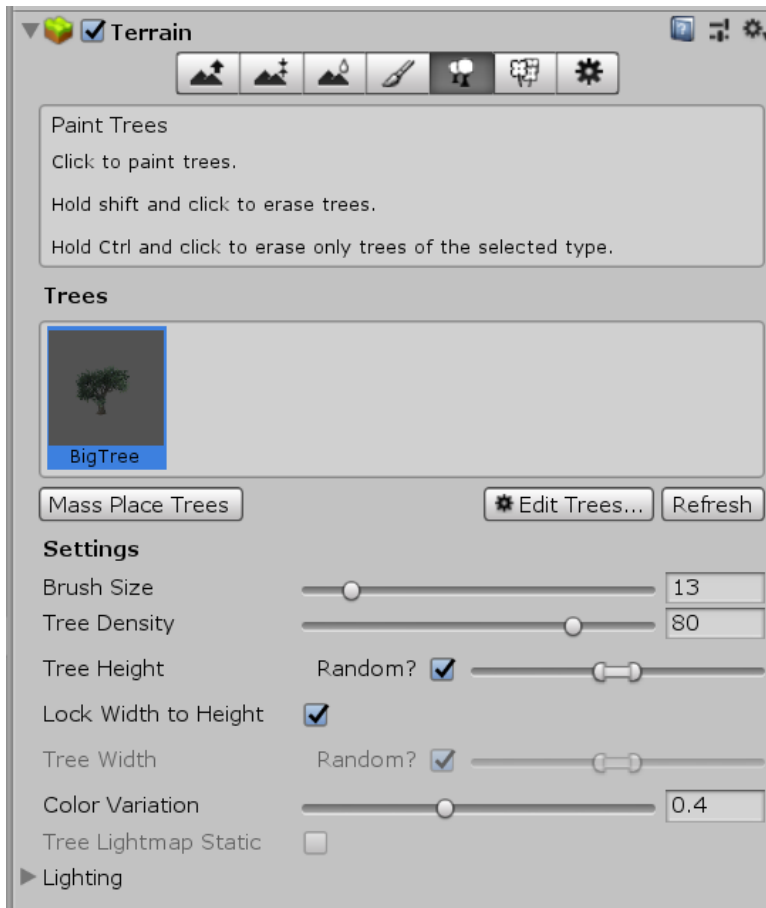 Terrain
Paint Trees
Click to paint trees.
Hold shift and click to erase trees.
Hold Ctrl and click to erase only trees of the selected type.
Trees
BigTree
Mass Place Trees Edit Trees... Refresh
Settings
Brush Size 13
Tree Density 80
Tree Height Random?
Lock Width to Height
Tree Width Random?
Color Variation 0.4
Tree Lightmap Static
Lighting